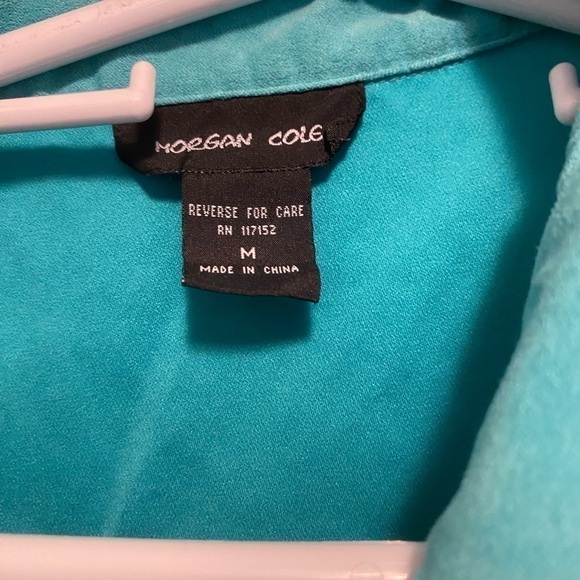 MORGAN COLE
REVERSE FOR CARE
RN 117152
M
MADE IN CHINA